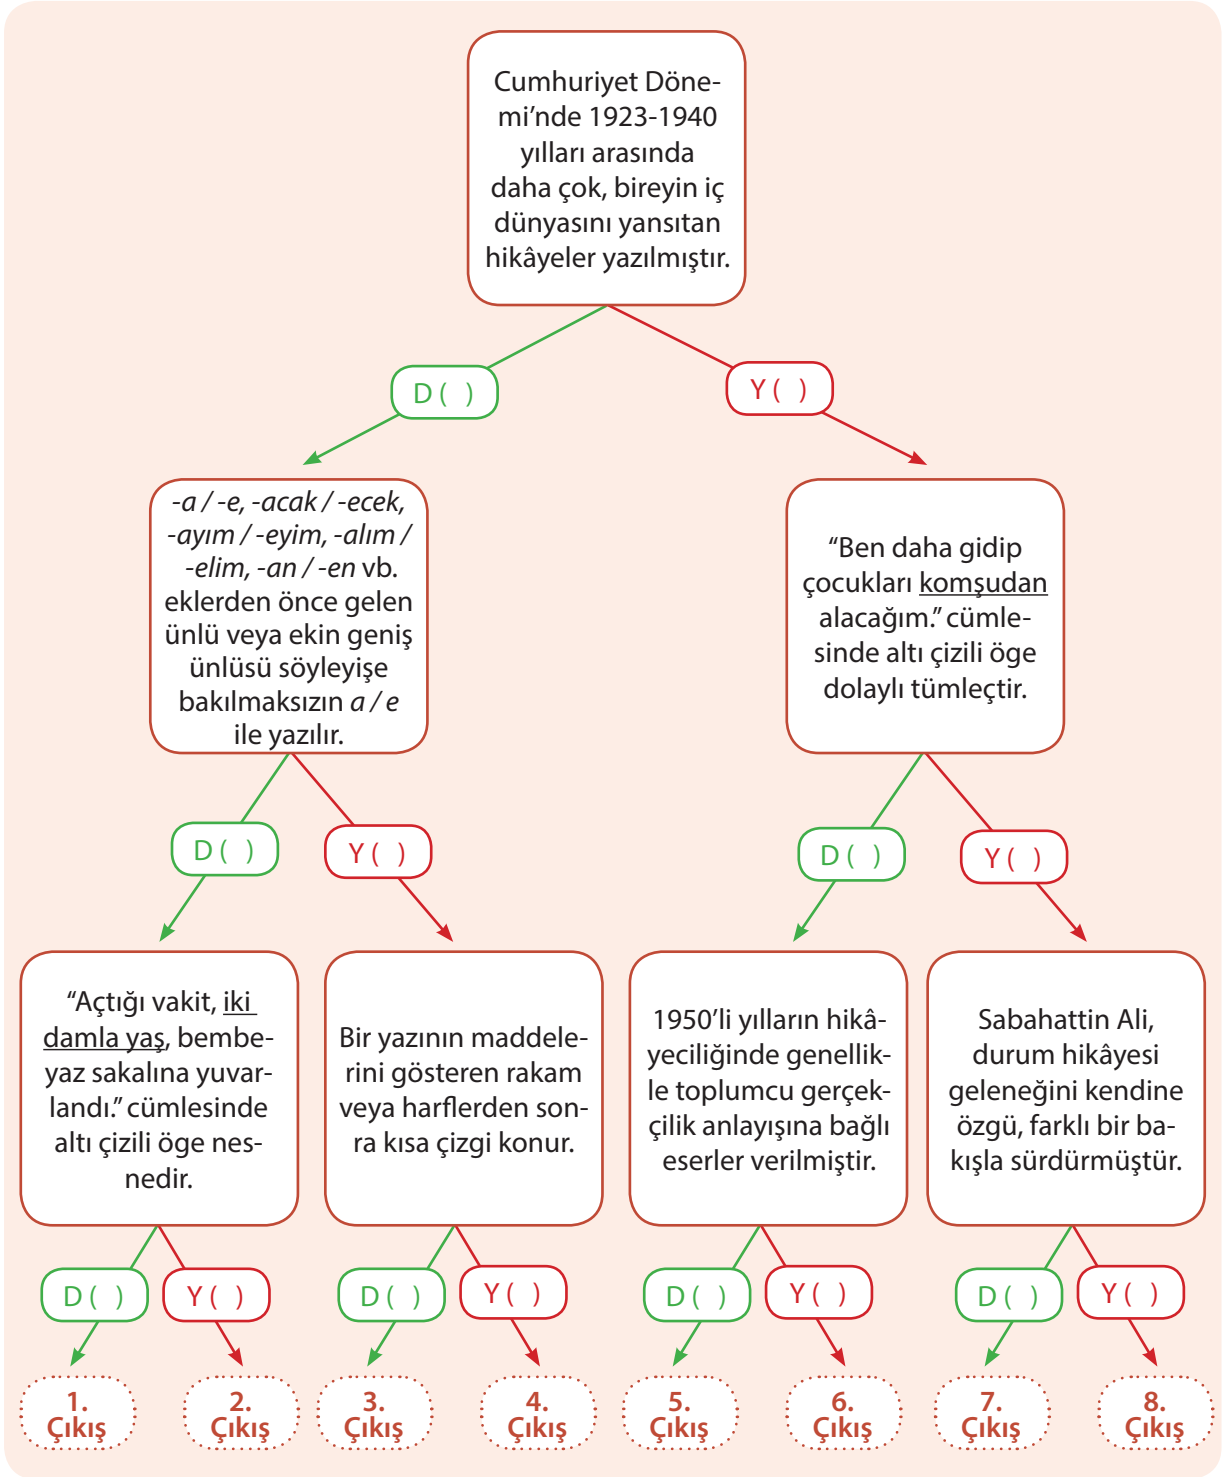 Cumhuriyet Döne-
mi’nde 1923-1940
yılları arasında
daha çok, bireyin iç
dünyasını yansıtan
hikâyeler yazılmıştır.
D ( )
Y ( )
-a / -e, -acak / -ecek,
-ayım / -eyim, -alım /
-elim, -an / -en vb.
eklerden önce gelen
ünlü veya ekin geniş
ünlüsü söyleyişe
bakılmaksızın a / e
ile yazılır.
“Ben daha gidip
çocukları komşudan
alacağım.” cümle-
sinde altı çizili öge
dolaylı tümleçtir.
D ( )
Y ( )
D ( )
Y ( )
“Açtığı vakit, iki
damla yaş, bembe-
yaz sakalına yuvar-
landı.” cümlesinde
altı çizili öge nes-
nedir.
Bir yazının maddele-
rini gösteren rakam
veya harflerden son-
ra kısa çizgi konur.
1950’li yılların hikâ-
yeciliğinde genellik-
le toplumcu gerçek-
çilik anlayışına bağlı
eserler verilmiştir.
Sabahattin Ali,
durum hikâyesi
geleneğini kendine
özgü, farklı bir ba-
kışla sürdürmüştür.
D ( )
Y ( )
D ( )
Y ( )
D ( )
Y ( )
D ( )
Y ( )
1.
Çıkış
2.
Çıkış
3.
Çıkış
4.
Çıkış
5.
Çıkış
6.
Çıkış
7.
Çıkış
8.
Çıkış